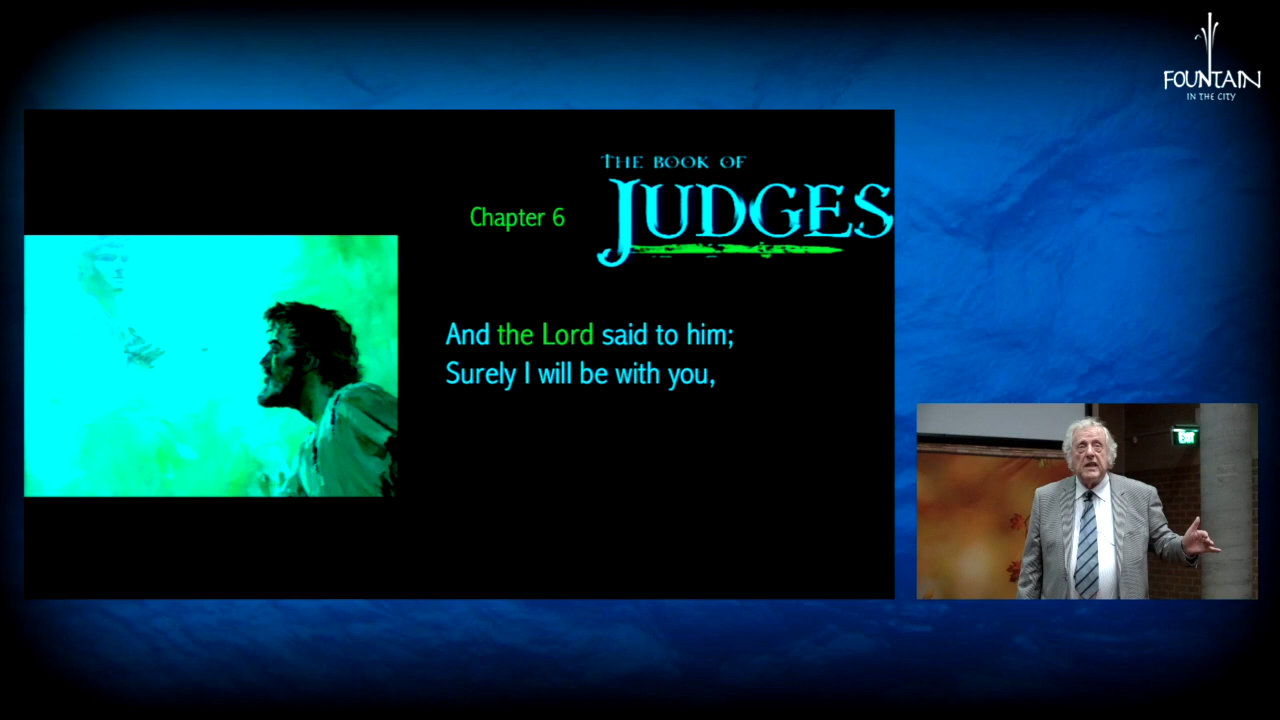 FOUNTAIN
IN THE CITY
THE BOOK OF
JUDGES
Chapter 6
And the Lord said to him;
Surely I will be with you,
EXIT